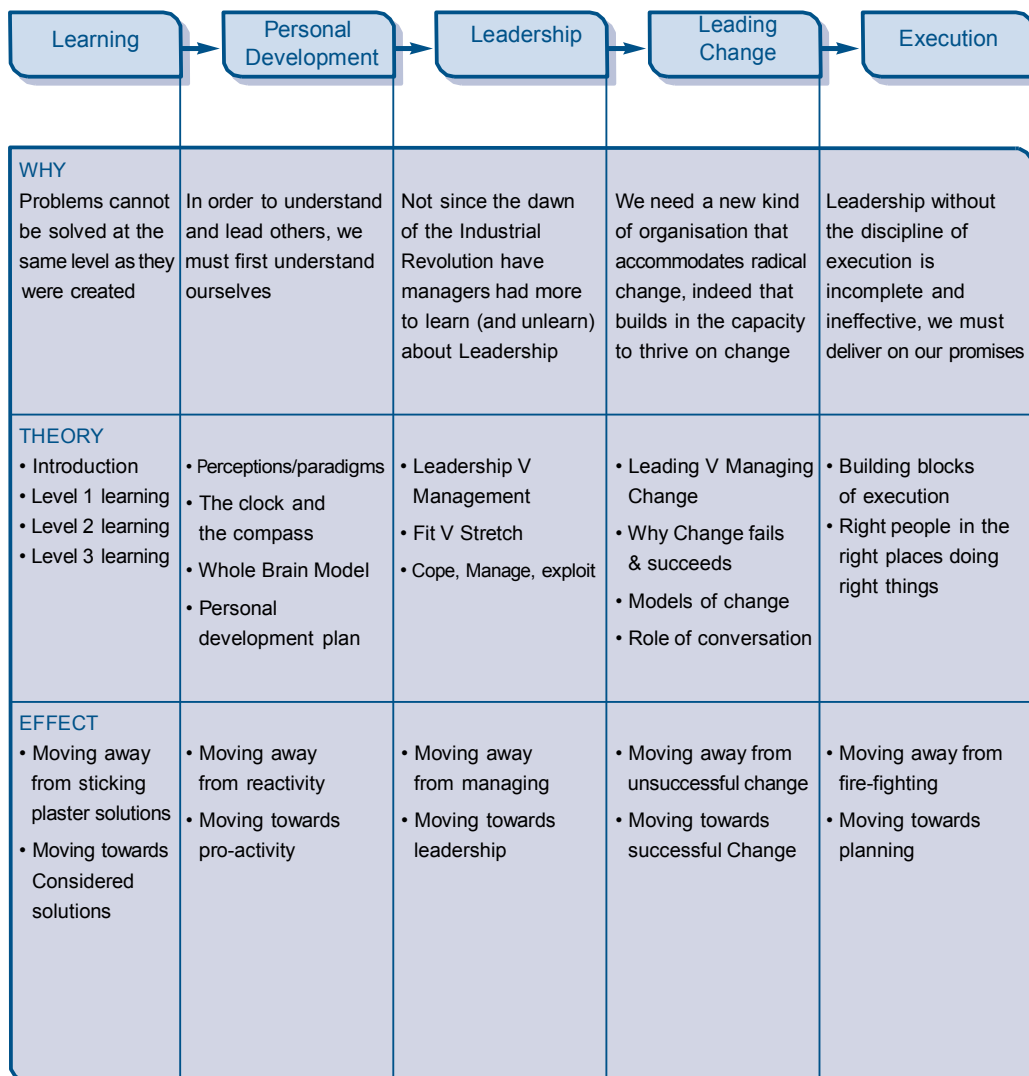 Learning
Personal
Development
Leadership
Leading
Change
Execution
WHY
Problems cannot
be solved at the
same level as they
were created
In order to understand
and lead others, we
must first understand
ourselves
Not since the dawn
of the Industrial
Revolution have
managers had more
to learn (and unlearn)
about Leadership
We need a new kind
of organisation that
accommodates radical
change, indeed that
builds in the capacity
to thrive on change
Leadership without
the discipline of
execution is
incomplete and
ineffective, we must
deliver on our promises
THEORY
• Introduction
• Level 1 learning
• Level 2 learning
• Level 3 learning
• Perceptions/paradigms
• The clock and
the compass
• Whole Brain Model
• Personal
development plan
• Leadership V
Management
• Fit V Stretch
• Cope, Manage, exploit
• Leading V Managing
Change
• Why Change fails
& succeeds
• Models of change
• Role of conversation
• Building blocks
of execution
• Right people in the
right places doing
right things
EFFECT
• Moving away
from sticking
plaster solutions
• Moving towards
Considered
solutions
• Moving away
from reactivity
• Moving towards
pro-activity
• Moving away
from managing
• Moving towards
leadership
• Moving away from
unsuccessful change
• Moving towards
successful Change
• Moving away from
fire-fighting
• Moving towards
planning